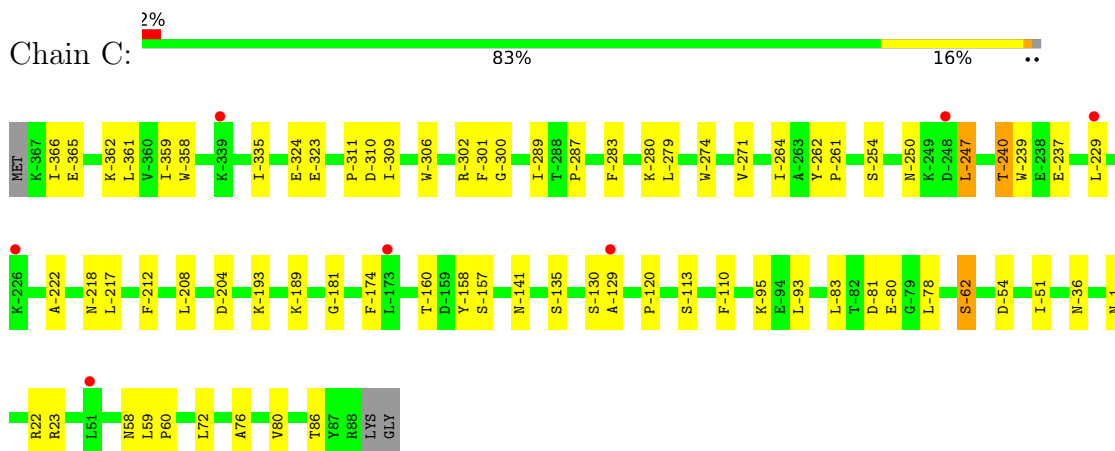 2%
Chain C:
83% 16% ••
MET K-367 I-366 E-365 K-362 L-361 V-360 I-359 W-358 K-339 I-335 E-324 E-323 P-311 D-310 I-309 W-306 R-302 F-301 G-300 I-289 T-288 P-287 F-283 K-280 L-279 W-274 V-271 I-264 A-263 Y-262 P-261 S-254 N-250 K-249 D-248 L-247 T-240 W-239 E-238 E-237 L-229
K-226 A-222 N-218 L-217 F-212 L-208 D-204 K-193 K-189 G-181 F-174 L-173 T-160 D-159 Y-158 S-157 N-141 S-135 S-130 A-129 P-120 S-113 F-110 K-95 E-94 L-93 L-83 T-82 D-81 E-80 G-79 L-78 S-62 D-54 I-51 N-36
R22 R23 L51 N58 L59 P60 L72 A76 V80 T86 Y87 R88 LYS GLY